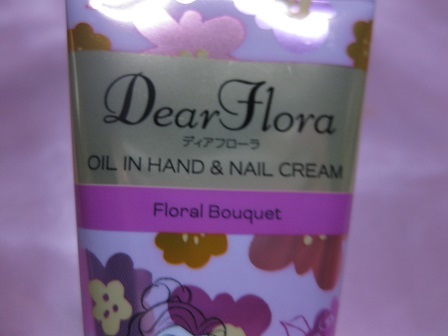 Dear Flora
ディアフローラ
OIL IN HAND & NAIL CREAM
Floral Bouquet